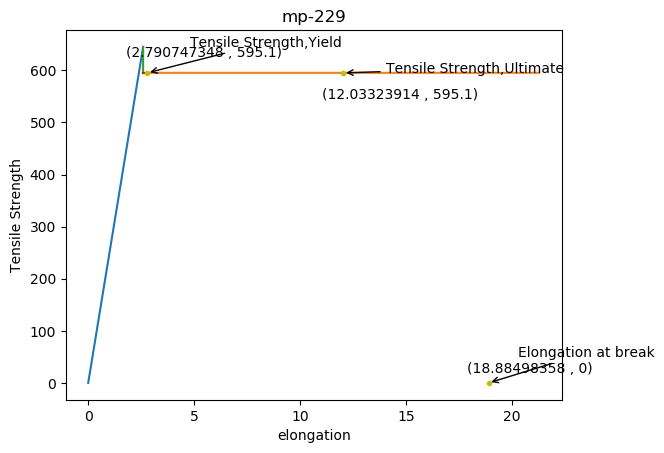 mp-229
Tensile Strength,Yield
(2.790747348 , 595.1)
Tensile Strength,Ultimate
(12.03323914 , 595.1)
Elongation at break
(18.88498358 , 0)
Tensile Strength
600
500
400
300
200
100
0
0 5 10 15 20
elongation